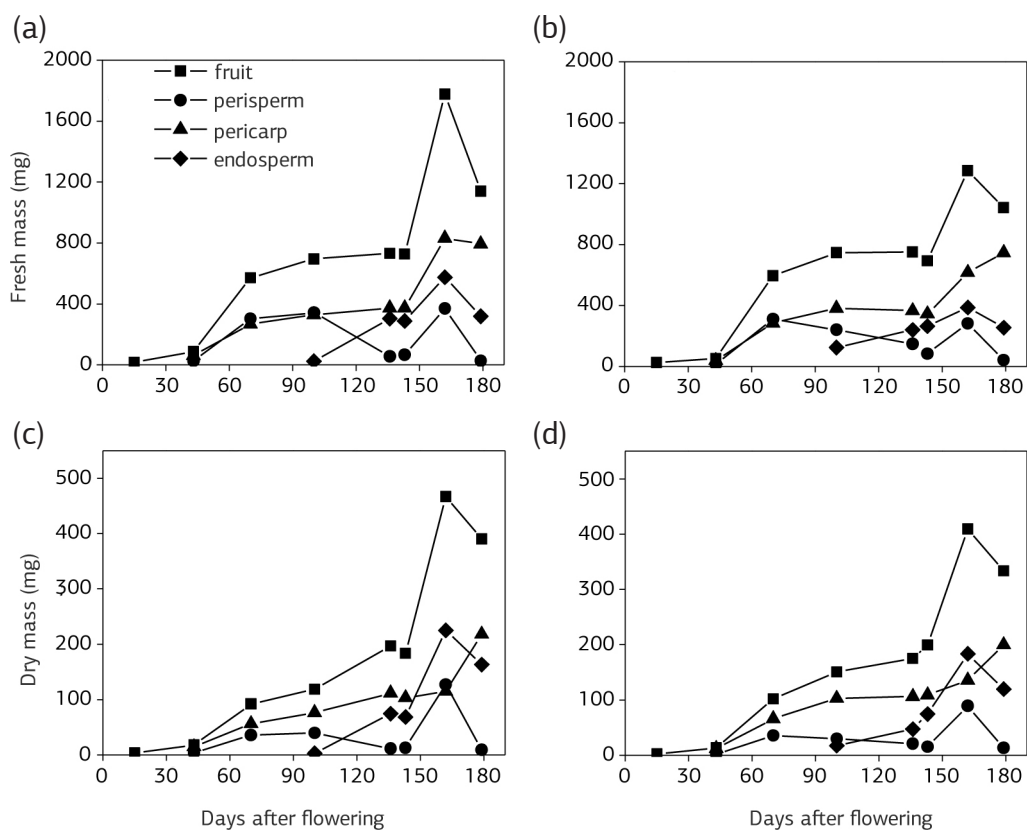 (a)
2000
1600
1200
800
400
0
Fresh mass (mg)
fruit
perisperm
pericarp
endosperm
0 30 60 90 120 150 180
(b)
2000
1600
1200
800
400
0
0 30 60 90 120 150 180
(c)
500
400
300
200
100
0
Dry mass (mg)
0 30 60 90 120 150 180
Days after flowering
(d)
500
400
300
200
100
0
0 30 60 90 120 150 180
Days after flowering